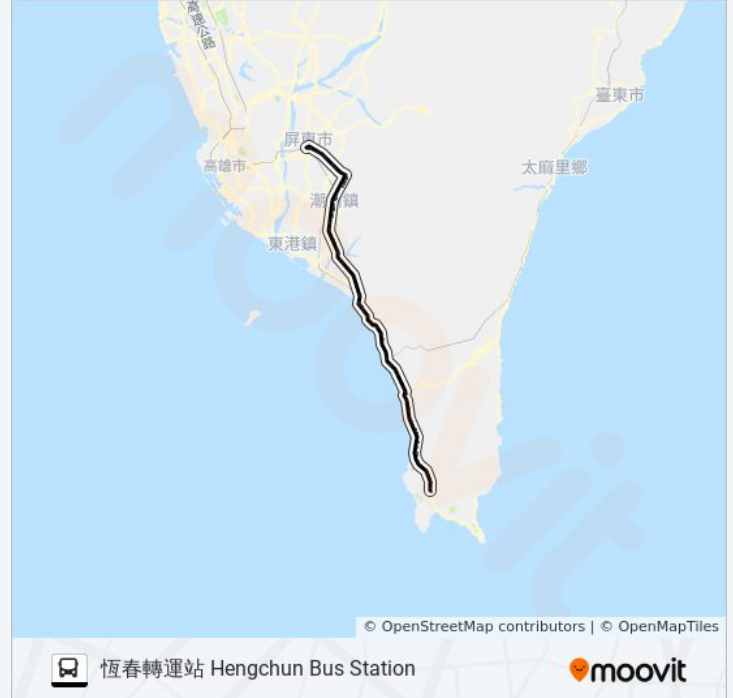 高速公路
臺東市
屏東市
高雄市
太麻里鄉
潮州鎮
東港鎮
moovit
© OpenStreetMap contributors | © OpenMapTiles
恆春轉運站 Hengchun Bus Station
moovit